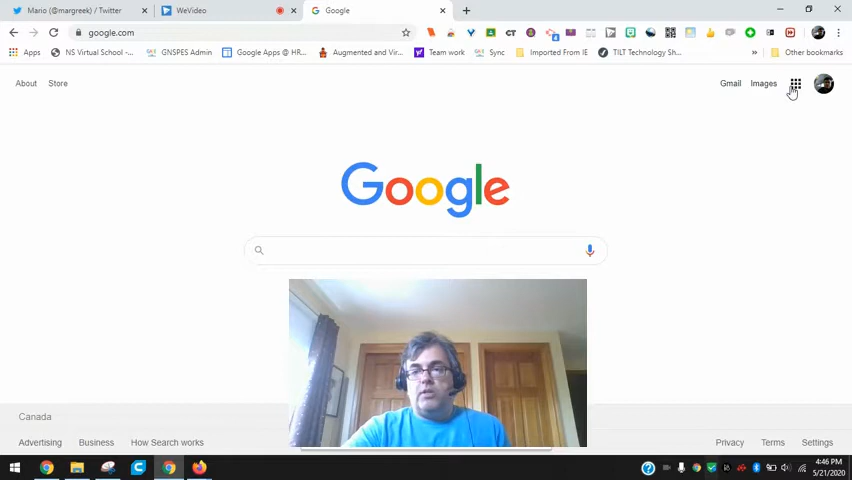 Mario (@margreek) / Twitter
WeVideo
Google
google.com
Apps
NS Virtual School -...
GNSPES Admin
Google Apps @ HR...
Augmented and Vir...
Team work
Sync
Imported From IE
TILT Technology Sh...
Other bookmarks
About
Store
Gmail
Images
Google
Canada
Advertising
Business
How Search works
Privacy
Terms
Settings
4:46 PM
5/21/2020